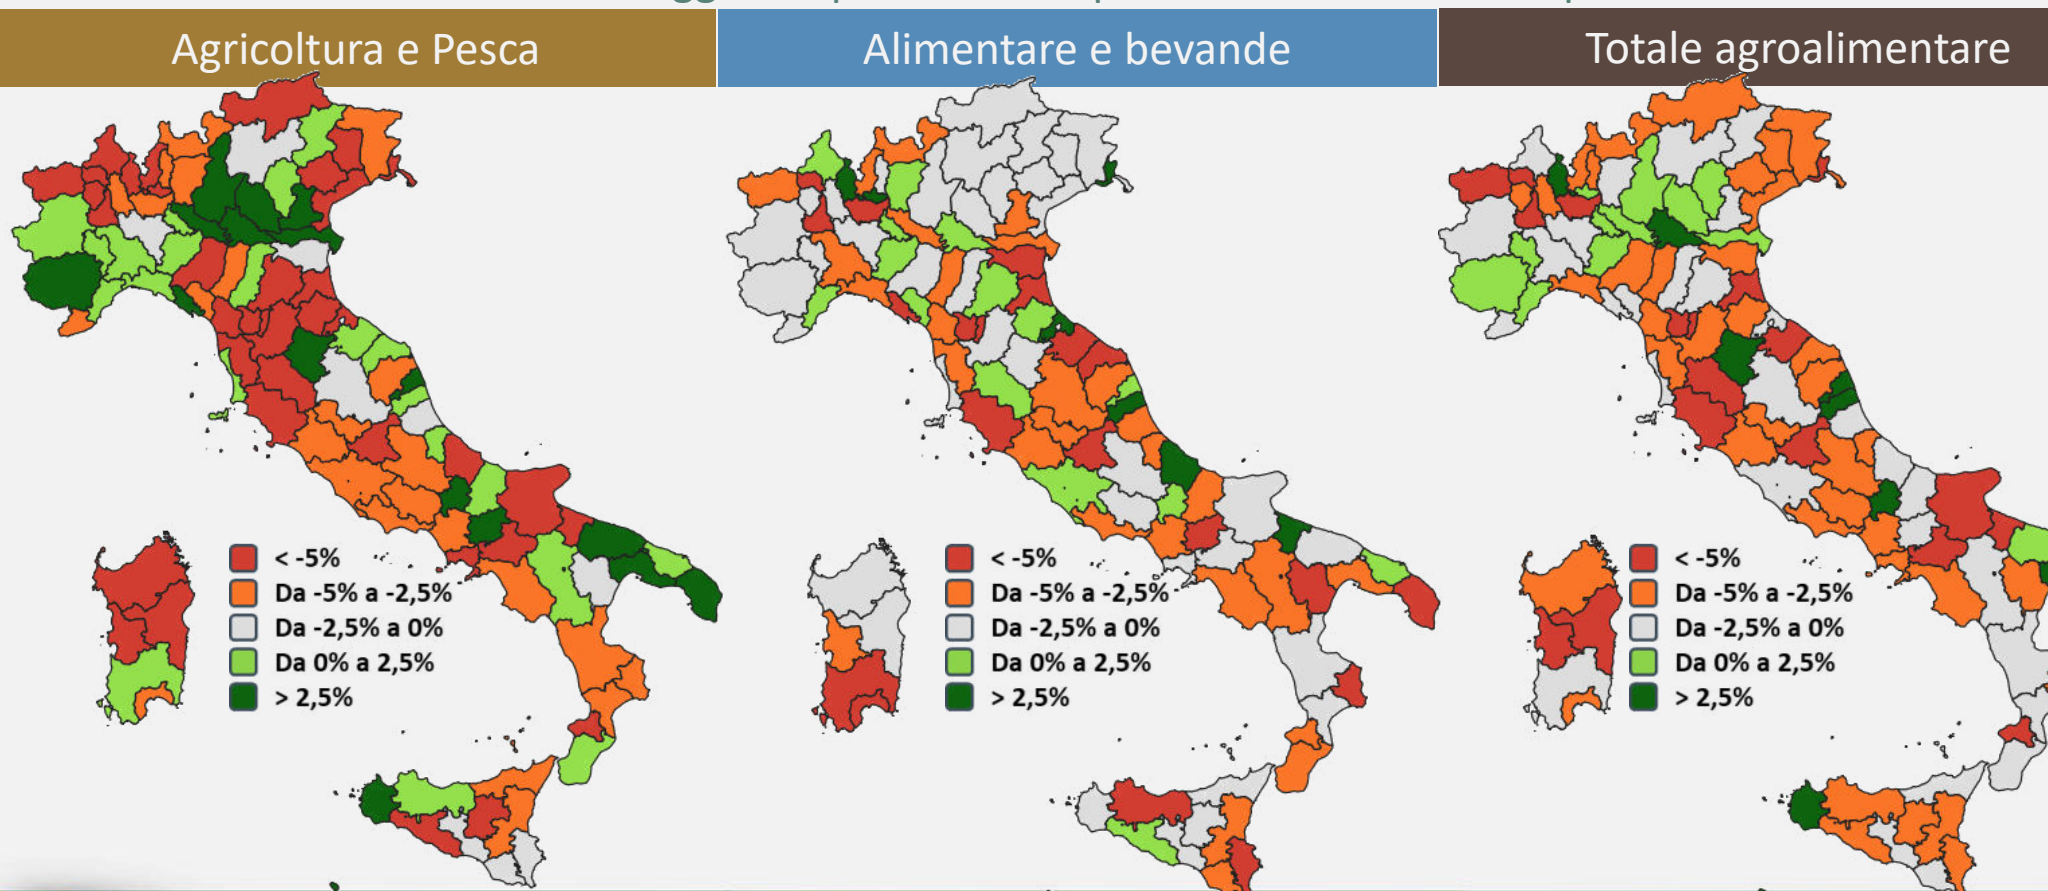 Agricoltura e Pesca
Alimentare e bevande
Totale agroalimentare
< -5%
Da -5% a -2,5%
Da -2,5% a 0%
Da 0% a 2,5%
> 2,5%
< -5%
Da -5% a -2,5%
Da -2,5% a 0%
Da 0% a 2,5%
> 2,5%
< -5%
Da -5% a -2,5%
Da -2,5% a 0%
Da 0% a 2,5%
> 2,5%